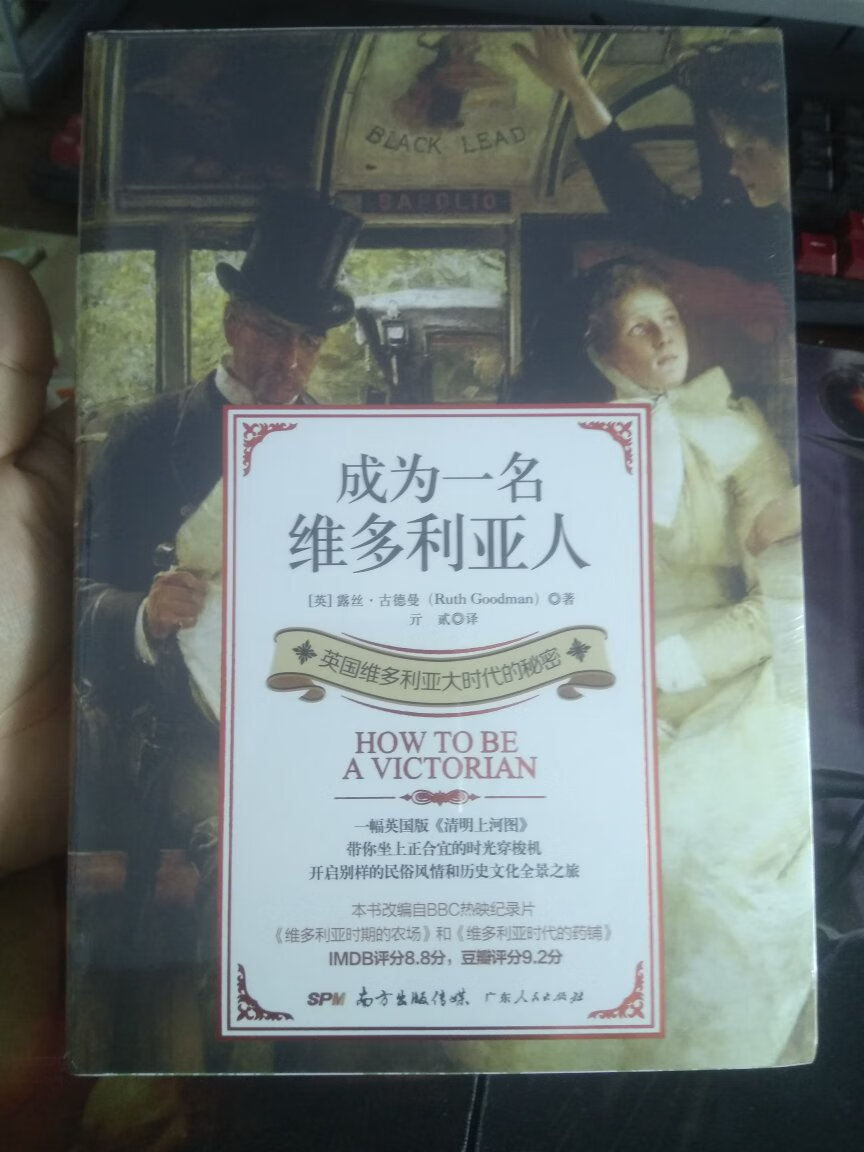 BLACK LEAD
SAPOLIO
成为一名
维多利亚人
[英] 露丝·古德曼（Ruth Goodman）◎著
亓　贰◎译
英国维多利亚大时代的秘密
HOW TO BE
A VICTORIAN
一幅英国版《清明上河图》
带你坐上正合宜的时光穿梭机
开启别样的民俗风情和历史文化全景之旅
本书改编自BBC热映纪录片
《维多利亚时期的农场》和《维多利亚时代的药铺》
IMDB评分8.8分，豆瓣评分9.2分
SPM 南方出版传媒 广东人民出版社